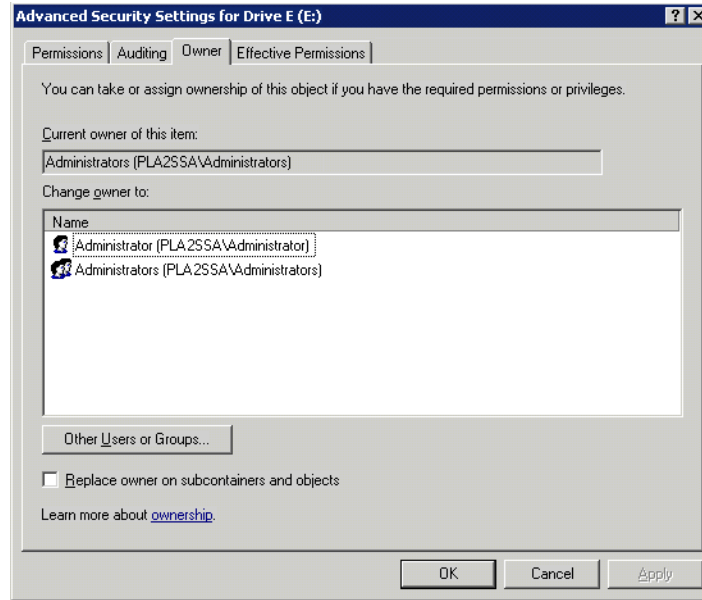 Advanced Security Settings for Drive E (E:)
Permissions Auditing Owner Effective Permissions
You can take or assign ownership of this object if you have the required permissions or privileges.
Current owner of this item:
Administrators (PLA2SSA\Administrators)
Change owner to:
Name
Administrator (PLA2SSA\Administrator)
Administrators (PLA2SSA\Administrators)
Other Users or Groups...
Replace owner on subcontainers and objects
Learn more about ownership.
OK Cancel Apply